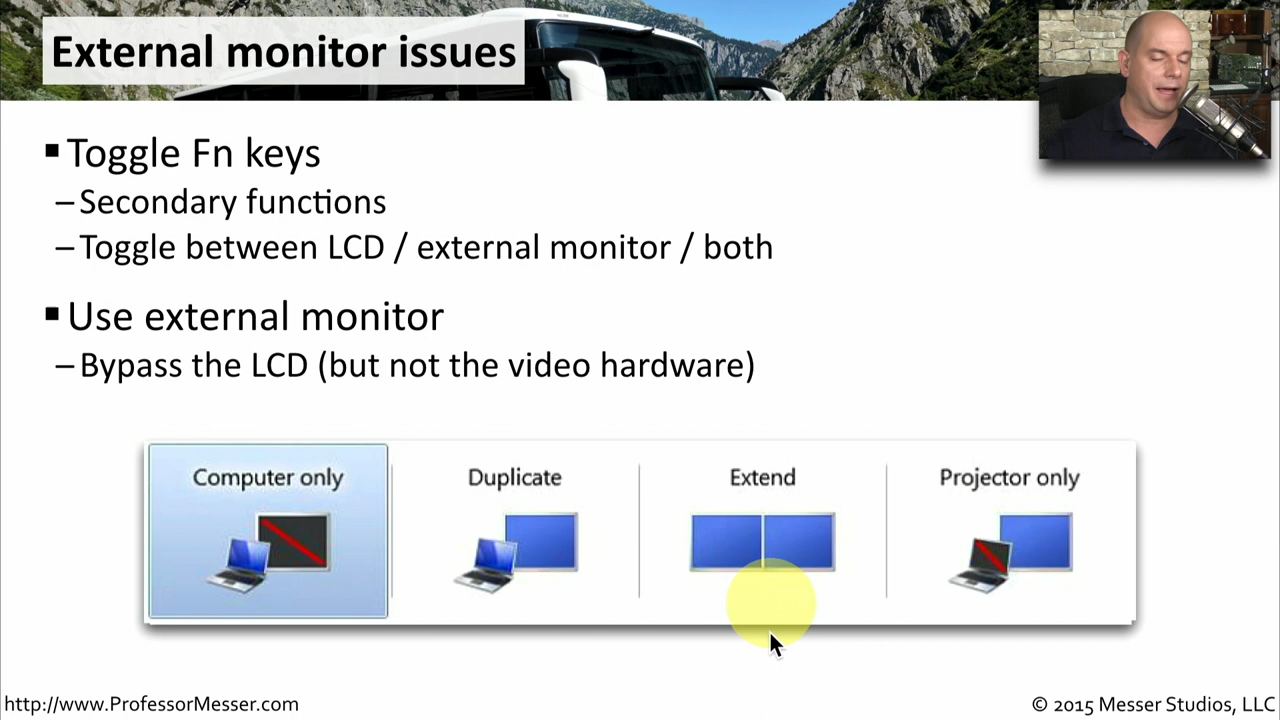 External monitor issues
▪ Toggle Fn keys
– Secondary functions
– Toggle between LCD / external monitor / both
▪ Use external monitor
– Bypass the LCD (but not the video hardware)
Computer only
Duplicate
Extend
Projector only
http://www.ProfessorMesser.com
© 2015 Messer Studios, LLC